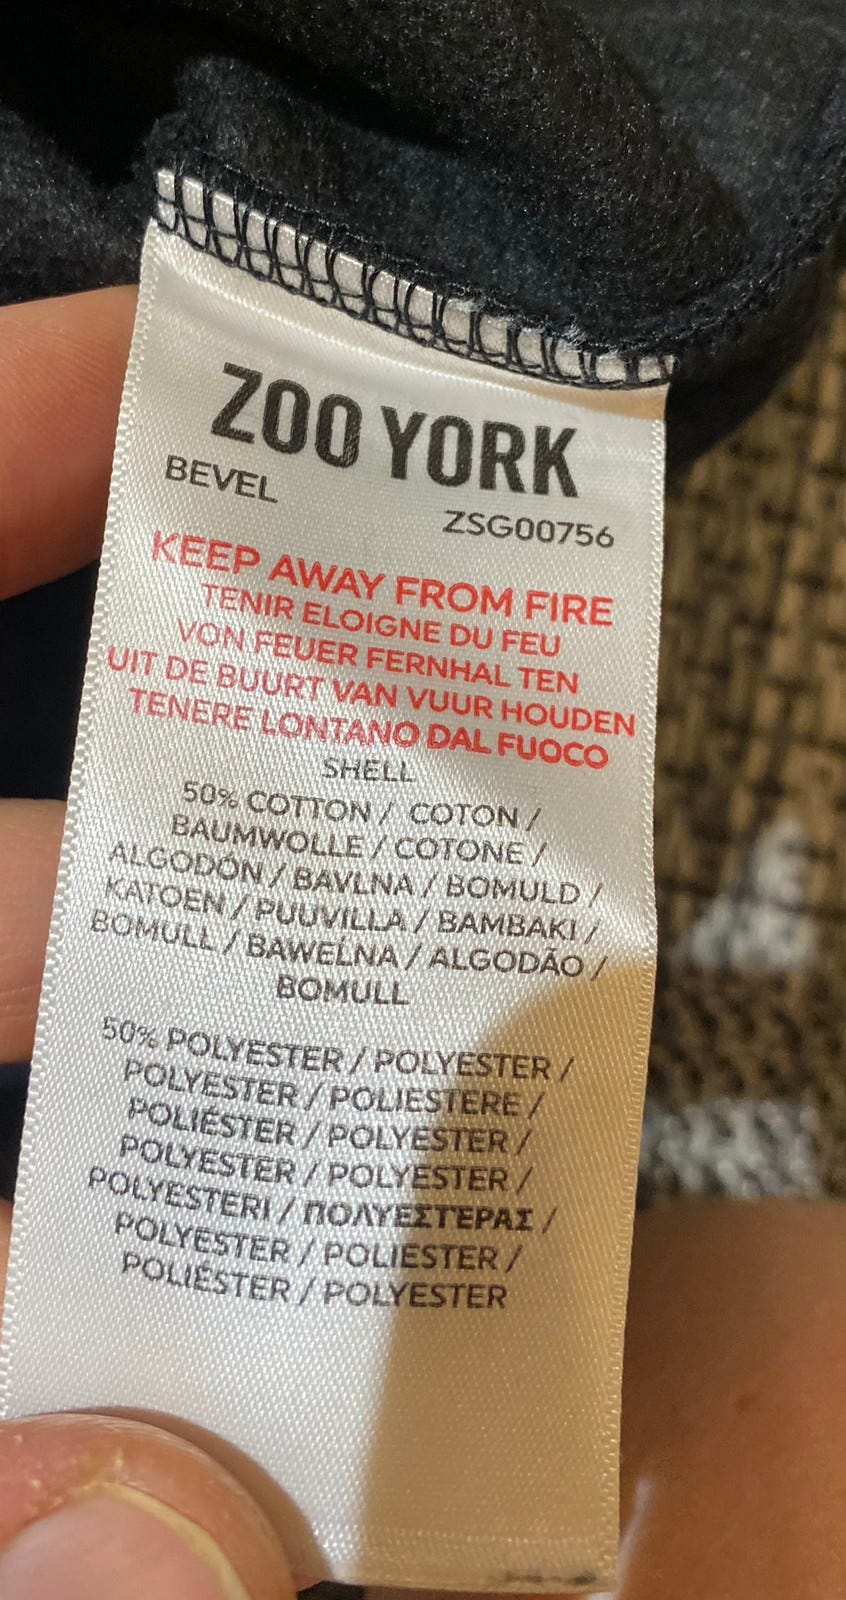 ZOO YORK
BEVEL
ZSG00756
KEEP AWAY FROM FIRE
TENIR ELOIGNE DU FEU
VON FEUER FERNHAL TEN
UIT DE BUURT VAN VUUR HOUDEN
TENERE LONTANO DAL FUOCO
SHELL
50% COTTON / COTON /
BAUMWOLLE / COTONE /
ALGODÓN / BAVLNA / BOMULD /
KATOEN / PUUVILLA / BAMBAKI /
BOMULL / BAWEŁNA / ALGODÃO /
BOMULL
50% POLYESTER / POLYESTER /
POLYESTER / POLIESTERE /
POLIÉSTER / POLYESTER /
POLYESTER / POLYESTER /
POLYESTERI / ΠΟΛΥΕΣΤΕΡΑΣ /
POLYESTER / POLIESTER /
POLIÉSTER / POLYESTER